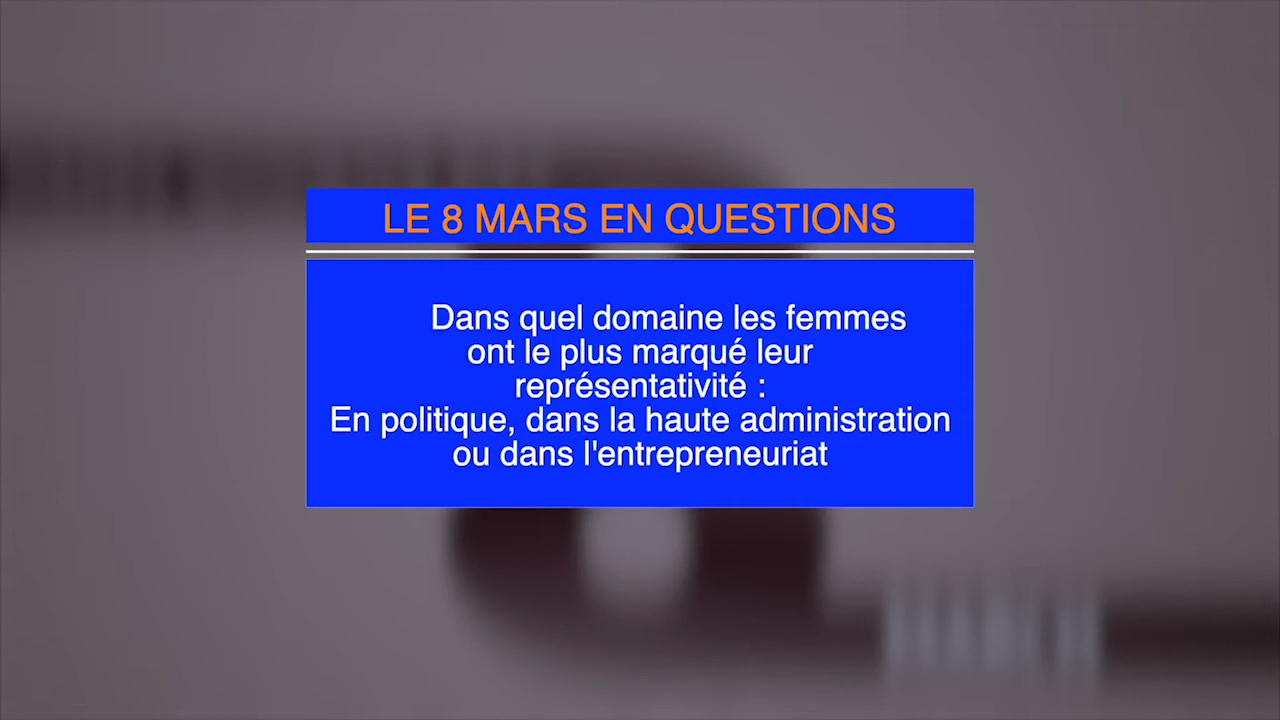 LE 8 MARS EN QUESTIONS
Dans quel domaine les femmes
ont le plus marqué leur
représentativité :
En politique, dans la haute administration
ou dans l'entrepreneuriat